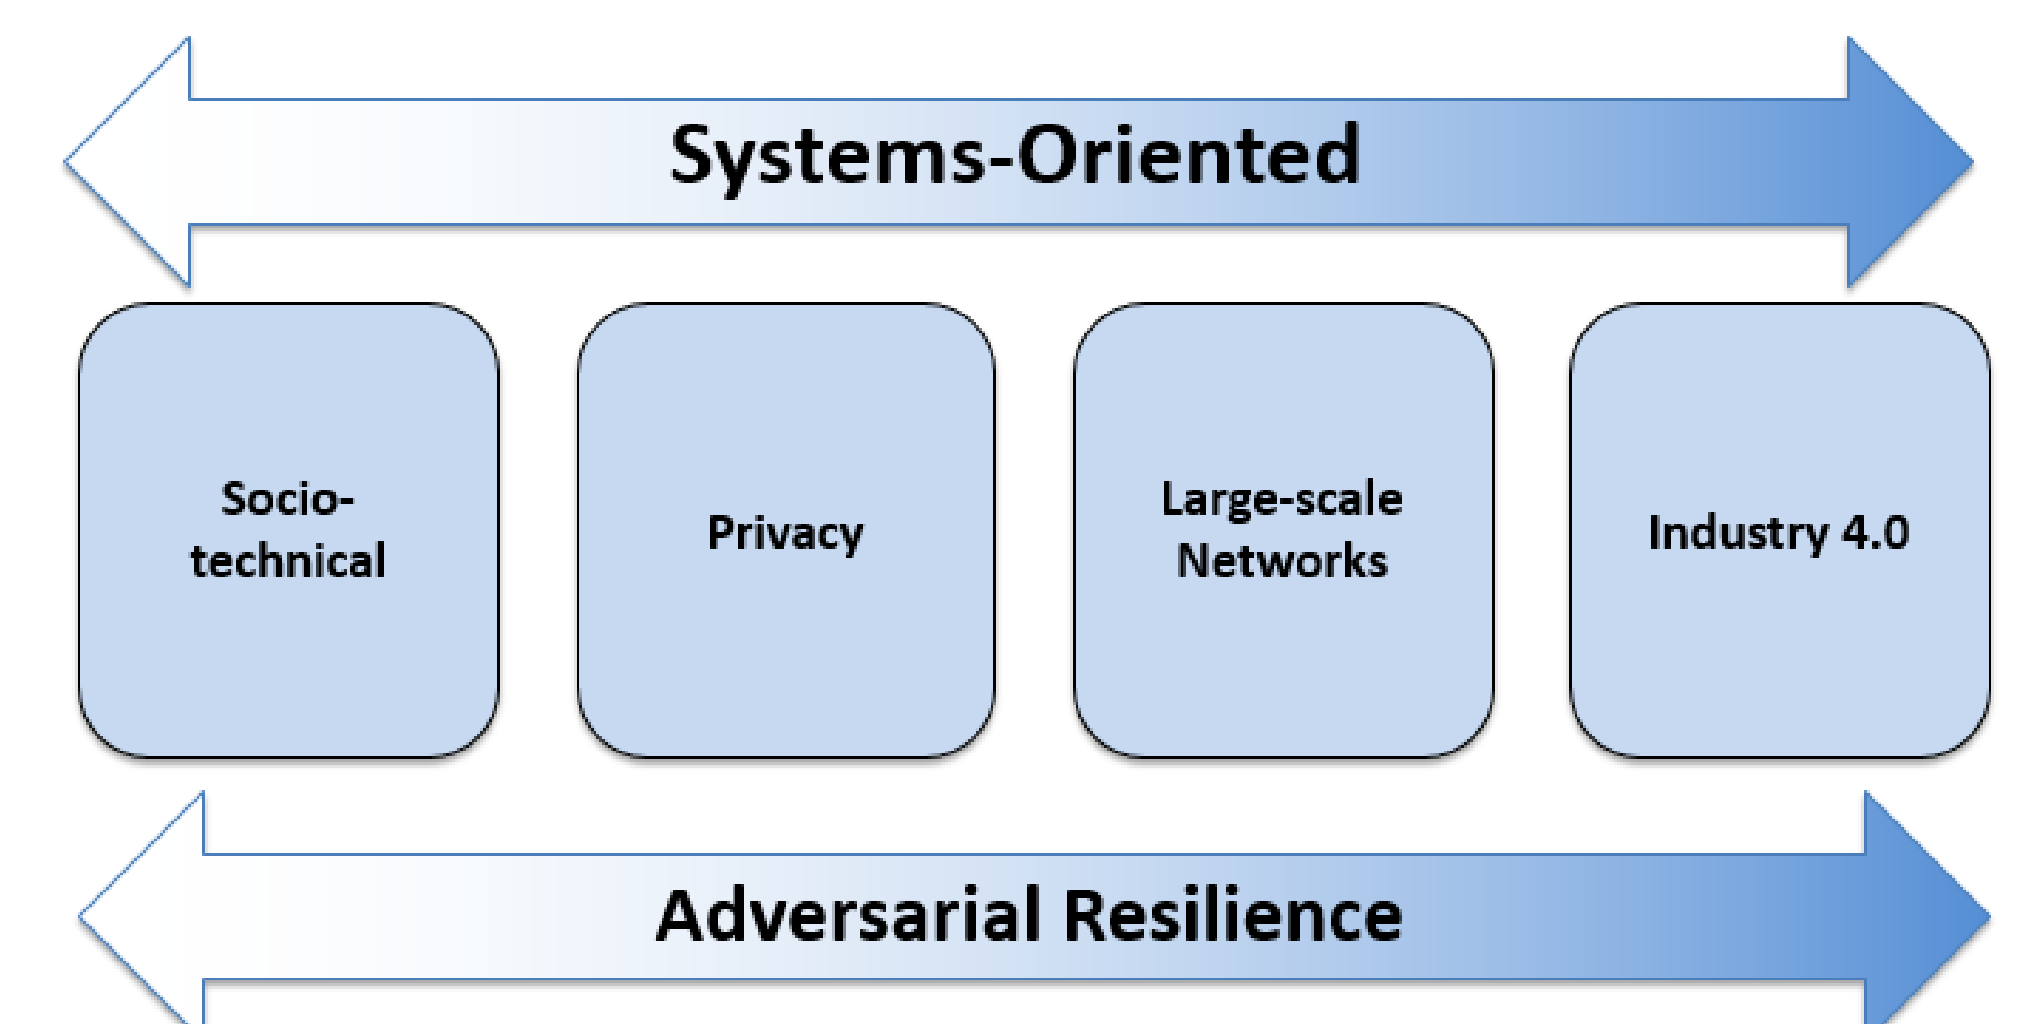 Systems-Oriented
Socio-
technical
Privacy
Large-scale
Networks
Industry 4.0
Adversarial Resilience